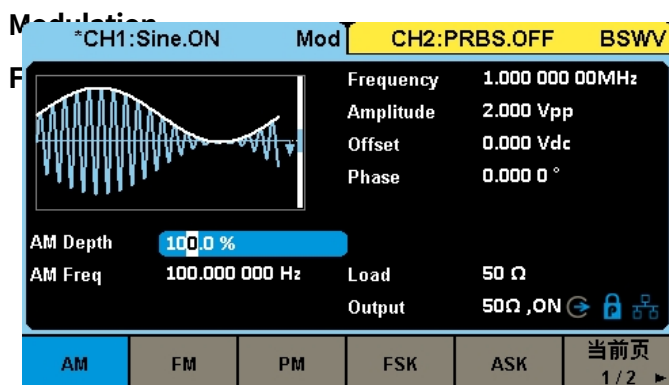 Modulation
*CH1:Sine.ON Mod CH2:PRBS.OFF BSWV
F
Frequency 1.000 000 00MHz
Amplitude 2.000 Vpp
Offset 0.000 Vdc
Phase 0.000 0 °
AM Depth 100.0 %
AM Freq 100.000 000 Hz Load 50 Ω
Output 50Ω ,ON
AM FM PM FSK ASK 当前页
1/2 ►